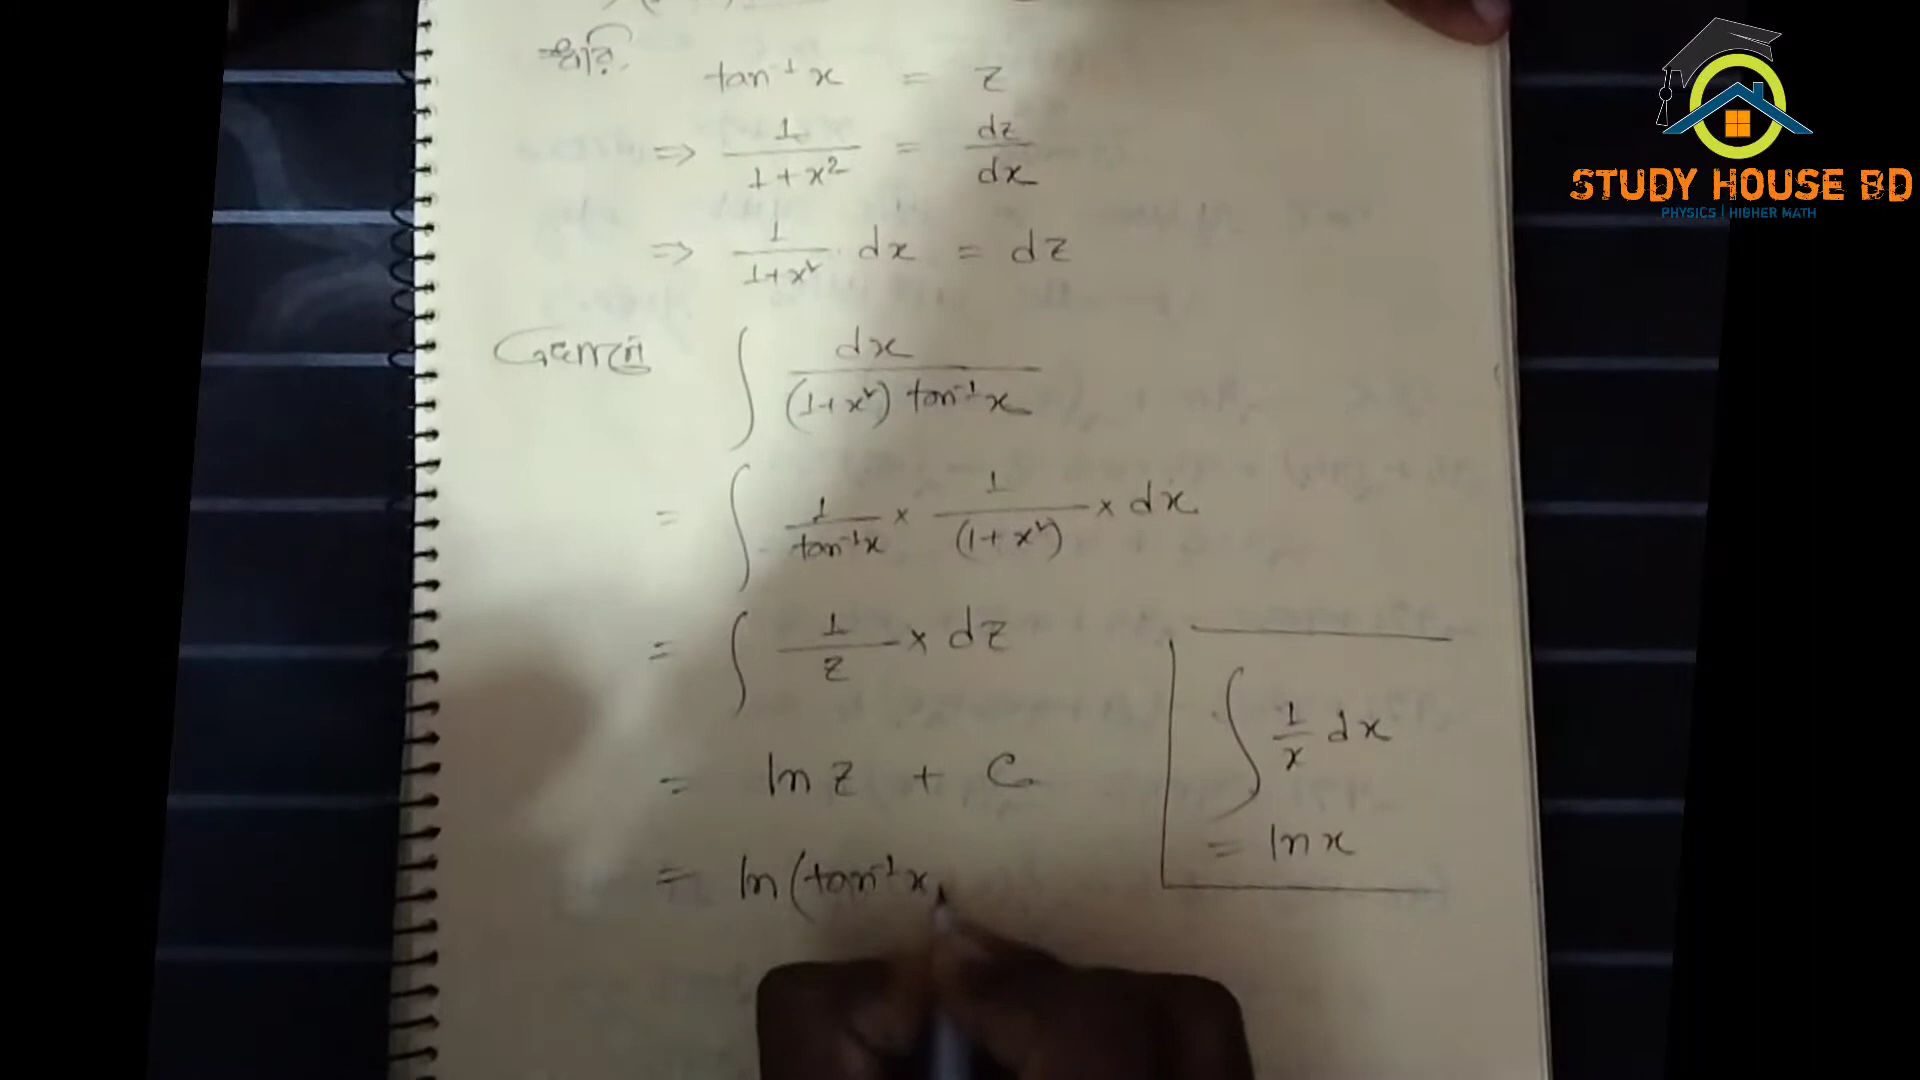 ধরি,
tan⁻¹x = z
⇒ 1/(1+x²) = dz/dx
⇒ 1/(1+x²) · dx = dz
∫ dx/((1+x²) tan⁻¹x)
= ∫ 1/(tan⁻¹x) × 1/((1+x²)) × dx
= ∫ 1/z × dz
= ln z + c
= ln(tan⁻¹x
∫ 1/x dx
= ln x
STUDY HOUSE BD
PHYSICS | HIGHER MATH